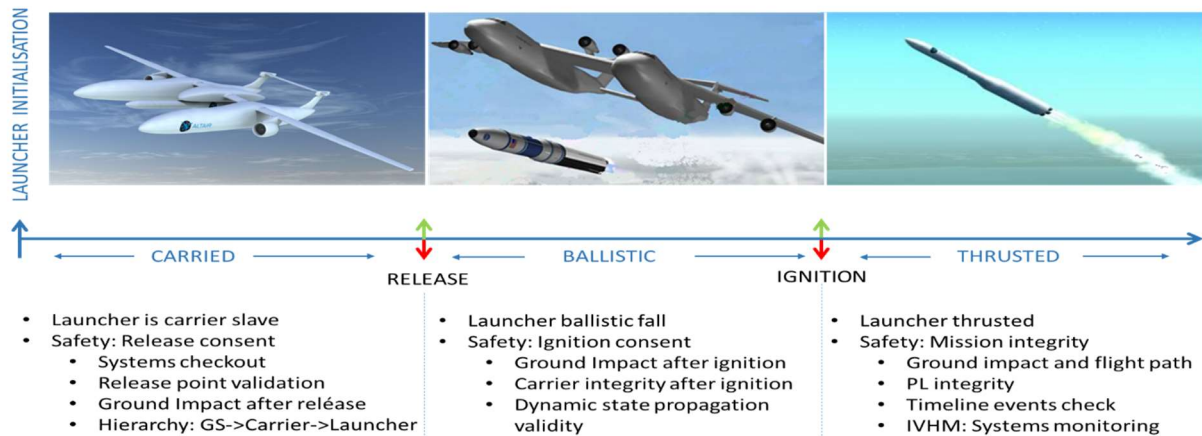 LAUNCHER INITIALISATION
ALTAIR
CARRIED
RELEASE
BALLISTIC
IGNITION
THRUSTED
• Launcher is carrier slave
• Safety: Release consent
• Systems checkout
• Release point validation
• Ground Impact after reléase
• Hierarchy: GS->Carrier->Launcher
• Launcher ballistic fall
• Safety: Ignition consent
• Ground Impact after ignition
• Carrier integrity after ignition
• Dynamic state propagation
validity
• Launcher thrusted
• Safety: Mission integrity
• Ground impact and flight path
• PL integrity
• Timeline events check
• IVHM: Systems monitoring